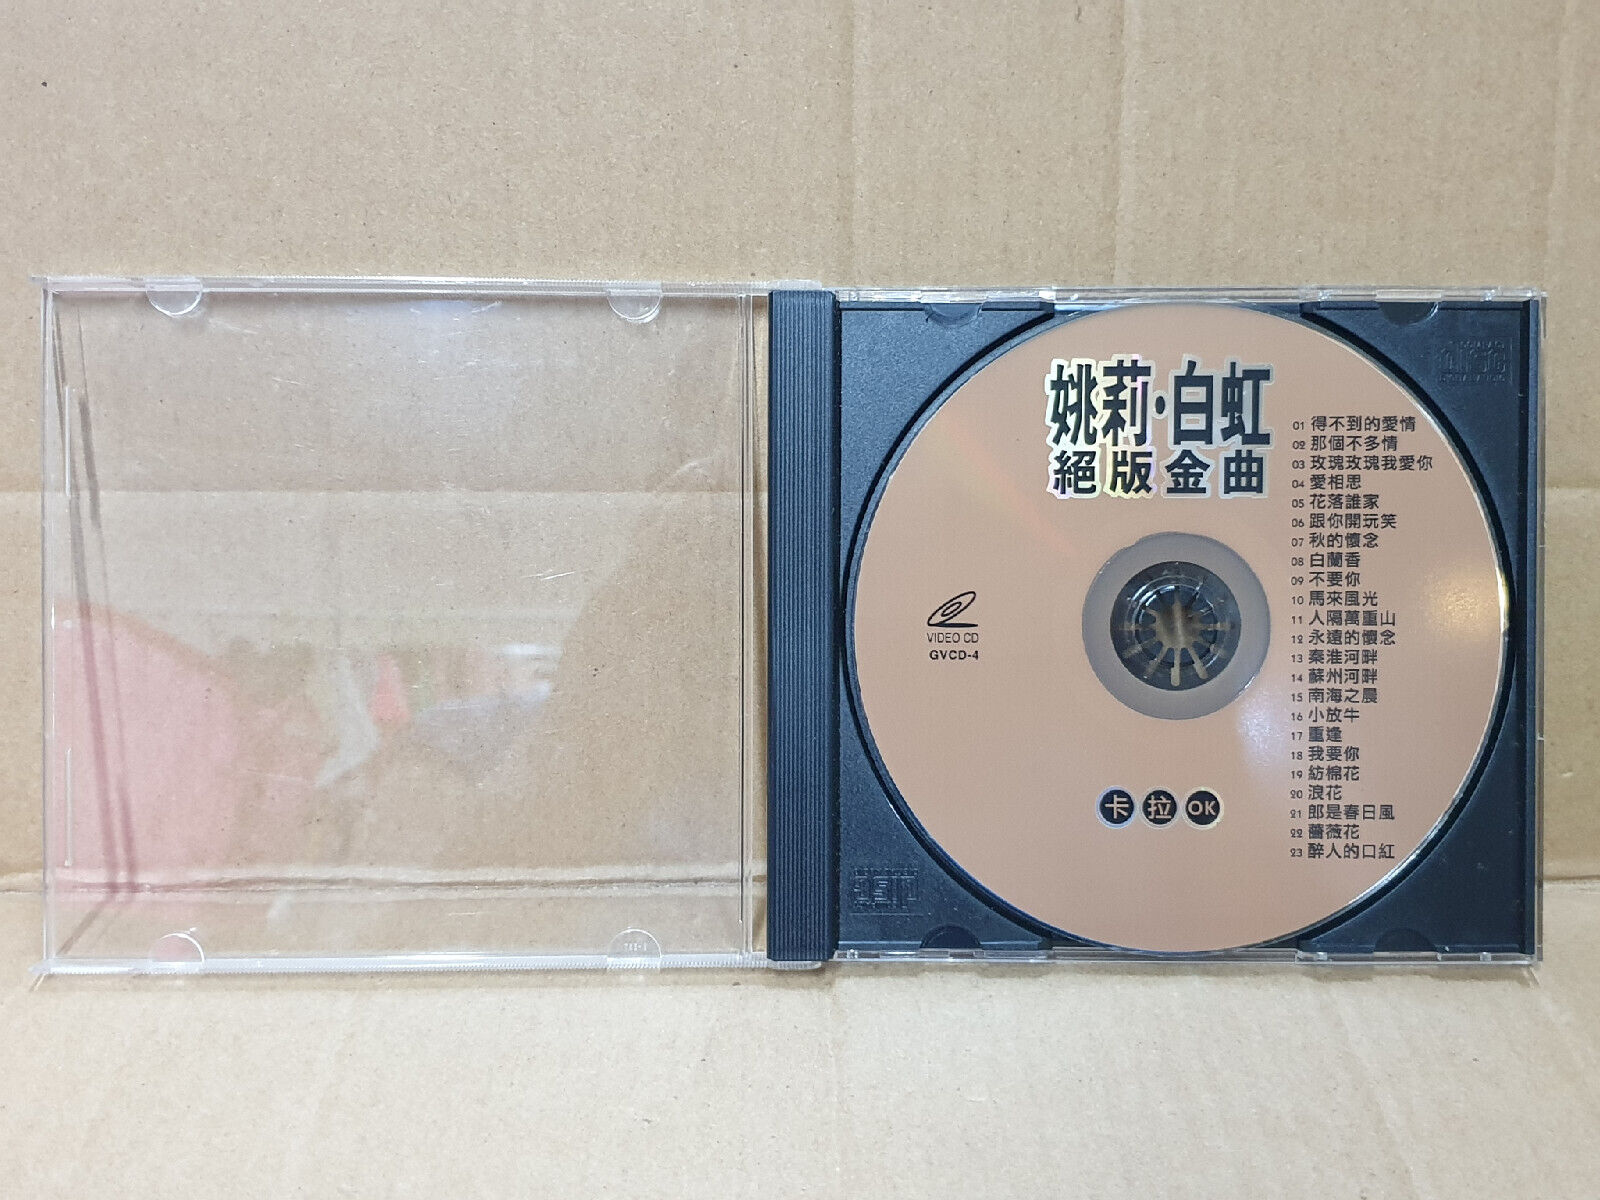 姚莉·白虹
絕版金曲
01 得不到的愛情
02 那個不多情
03 玫瑰玫瑰我愛你
04 愛相思
05 花落誰家
06 跟你開玩笑
07 秋的懷念
08 白蘭香
09 不要你
10 馬來風光
11 人隔萬重山
12 永遠的懷念
13 秦淮河畔
14 蘇州河畔
15 南海之晨
16 小放牛
17 重逢
18 我要你
19 紡棉花
20 浪花
21 郎是春日風
22 薔薇花
23 醉人的口紅
VIDEO CD
GVCD-4
卡拉OK